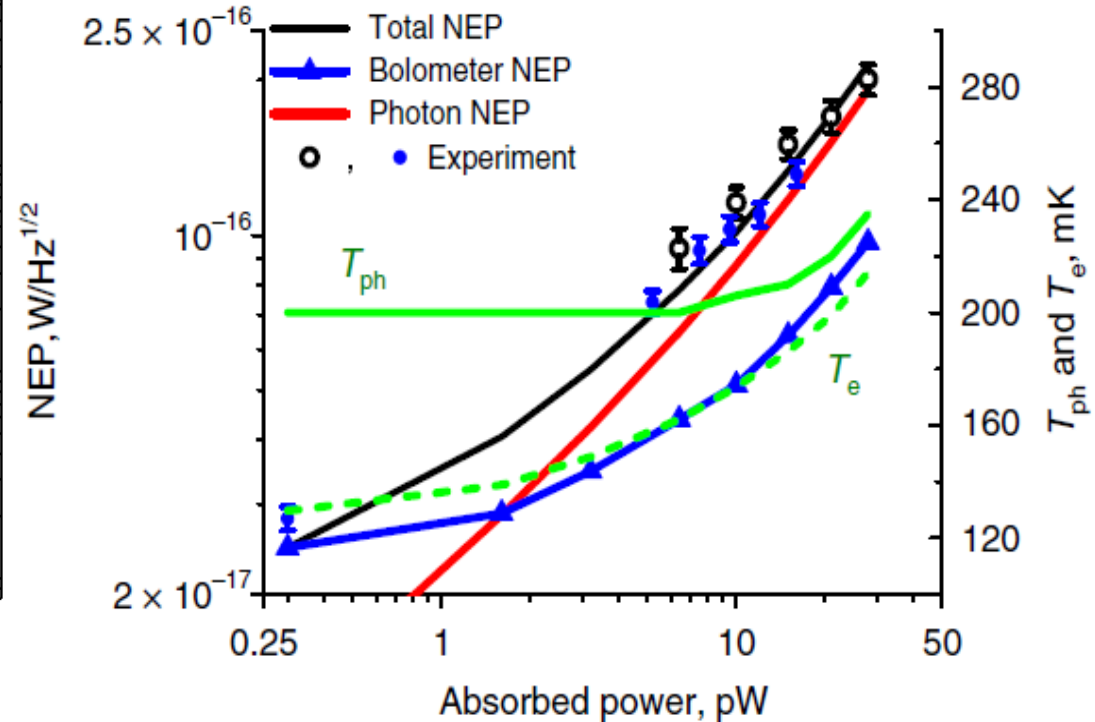 2.5 × 10⁻¹⁶
10⁻¹⁶
2 × 10⁻¹⁷
NEP, W/Hz^1/2
Total NEP
Bolometer NEP
Photon NEP
, Experiment
T_ph
T_e
280
240
200
160
120
T_ph and T_e, mK
0.25 1 10 50
Absorbed power, pW